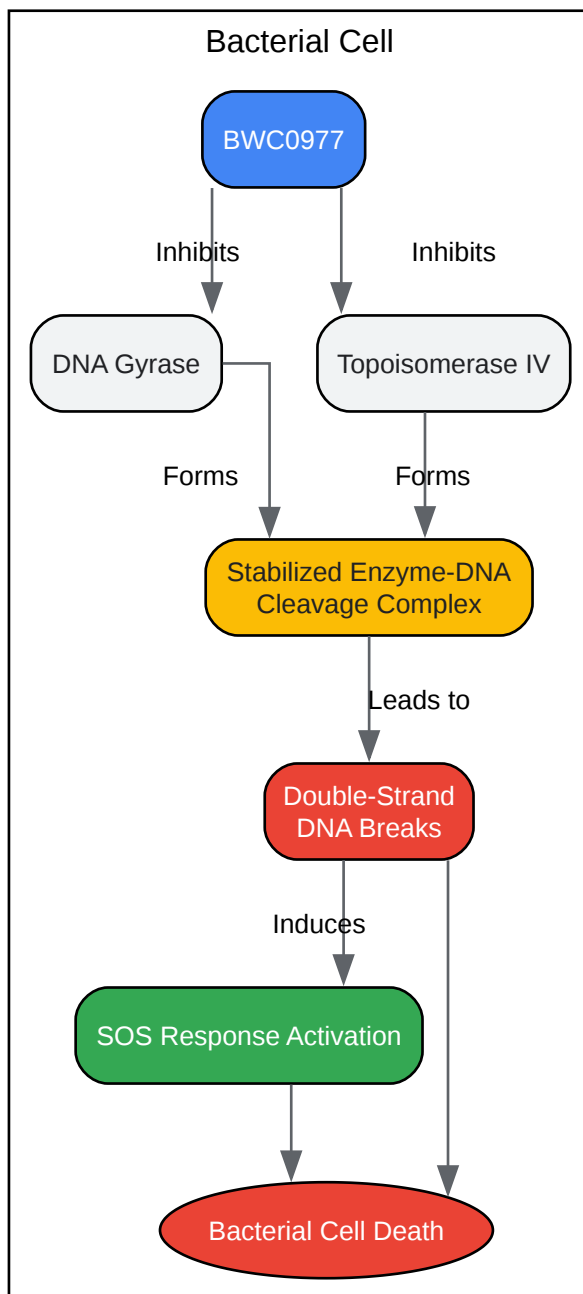 Bacterial Cell
BWC0977
Inhibits
Inhibits
DNA Gyrase
Topoisomerase IV
Forms
Forms
Stabilized Enzyme-DNA
Cleavage Complex
Leads to
Double-Strand
DNA Breaks
Induces
SOS Response Activation
Bacterial Cell Death